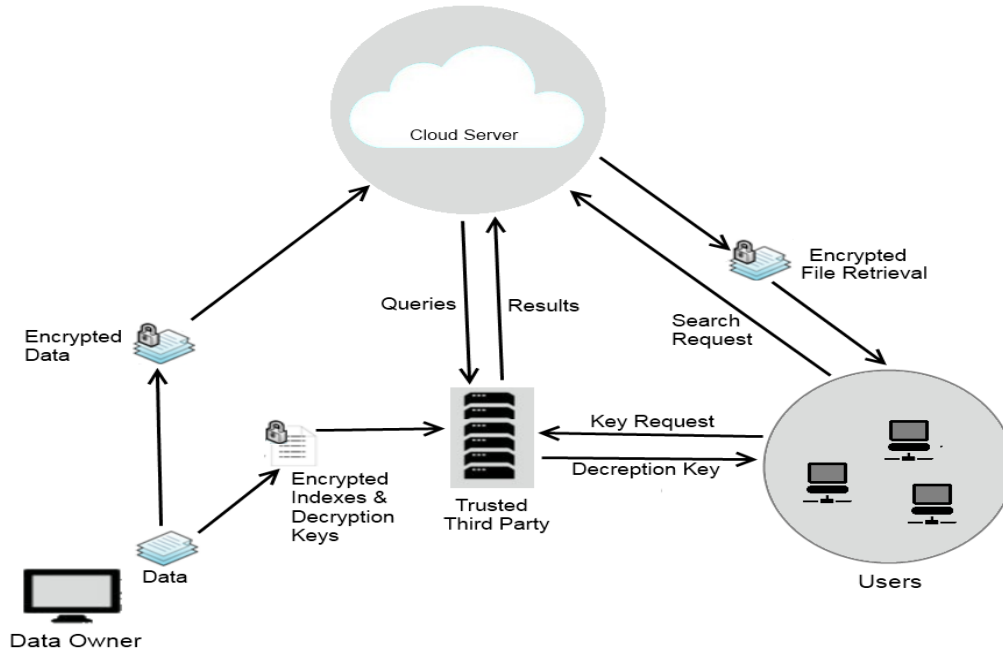 Cloud Server
Encrypted
File Retrieval
Queries
Results
Search
Request
Encrypted
Data
Key Request
Decreption Key
Encrypted
Indexes &
Decryption
Keys
Trusted
Third Party
Data
Users
Data Owner